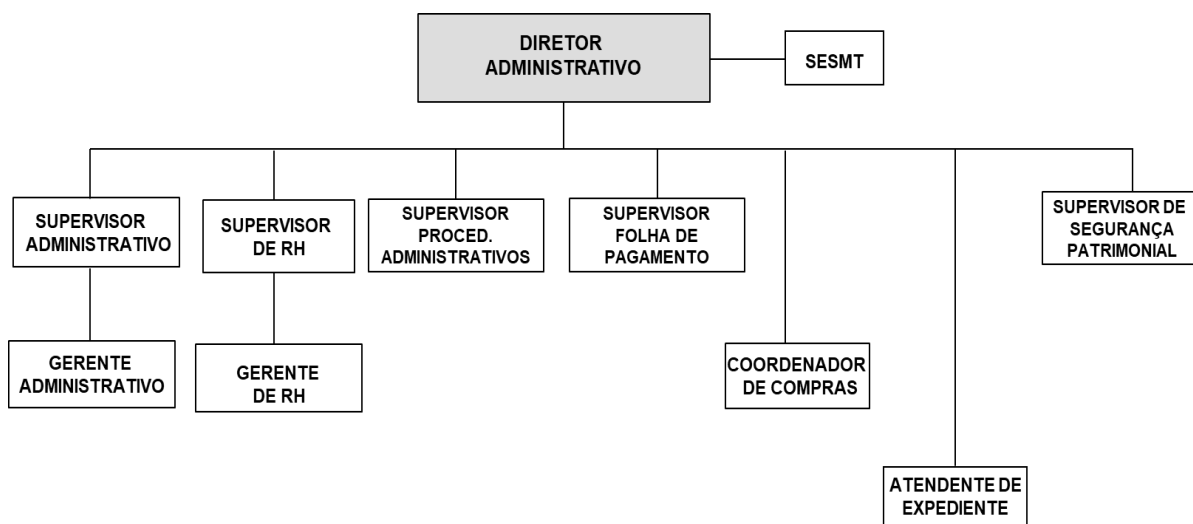 DIRETOR
ADMINISTRATIVO
SESMT
SUPERVISOR
ADMINISTRATIVO
SUPERVISOR
DE RH
SUPERVISOR
PROCED.
ADMINISTRATIVOS
SUPERVISOR
FOLHA DE
PAGAMENTO
SUPERVISOR DE
SEGURANÇA
PATRIMONIAL
GERENTE
ADMINISTRATIVO
GERENTE
DE RH
COORDENADOR
DE COMPRAS
ATENDENTE DE
EXPEDIENTE